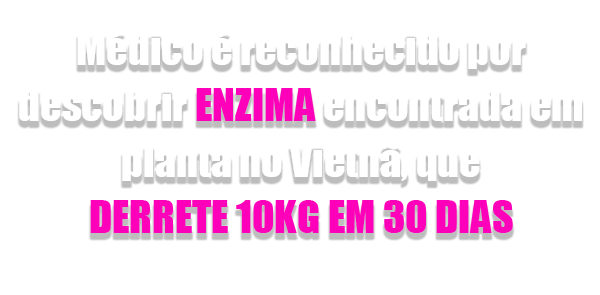 Médico é reconhecido por
descobrir ENZIMA encontrada em
planta no Vietnã, que
DERRETE 10KG EM 30 DIAS